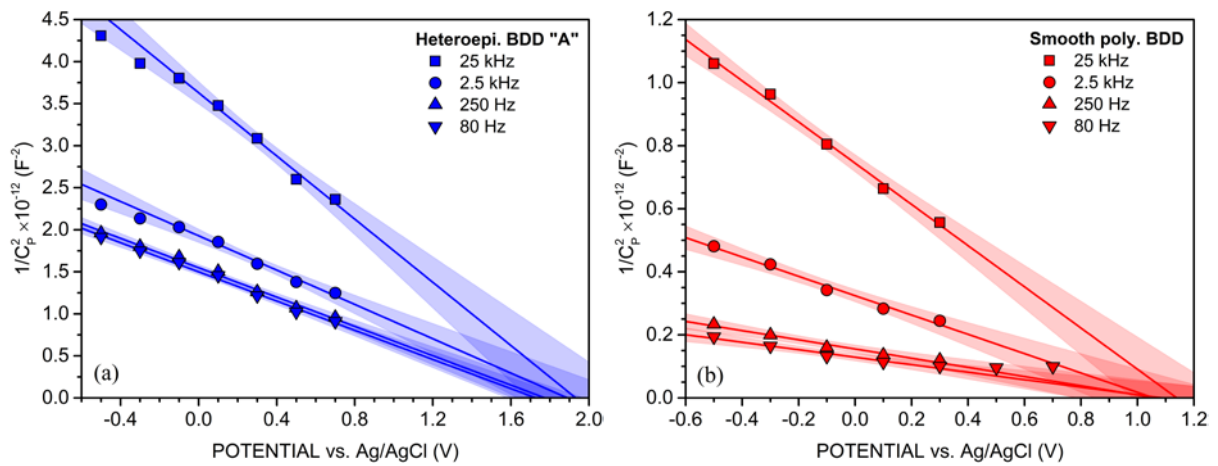 Heteroepi. BDD "A"
25 kHz
2.5 kHz
250 Hz
80 Hz
4.5
4.0
3.5
3.0
2.5
2.0
1.5
1.0
0.5
0.0
1/C_P^2 ×10^-12 (F^-2)
(a)
-0.4 0.0 0.4 0.8 1.2 1.6 2.0
POTENTIAL vs. Ag/AgCl (V)
Smooth poly. BDD
25 kHz
2.5 kHz
250 Hz
80 Hz
1.2
1.0
0.8
0.6
0.4
0.2
0.0
1/C_P^2 ×10^-12 (F^-2)
(b)
-0.6 -0.4 -0.2 0.0 0.2 0.4 0.6 0.8 1.0 1.2
POTENTIAL vs. Ag/AgCl (V)